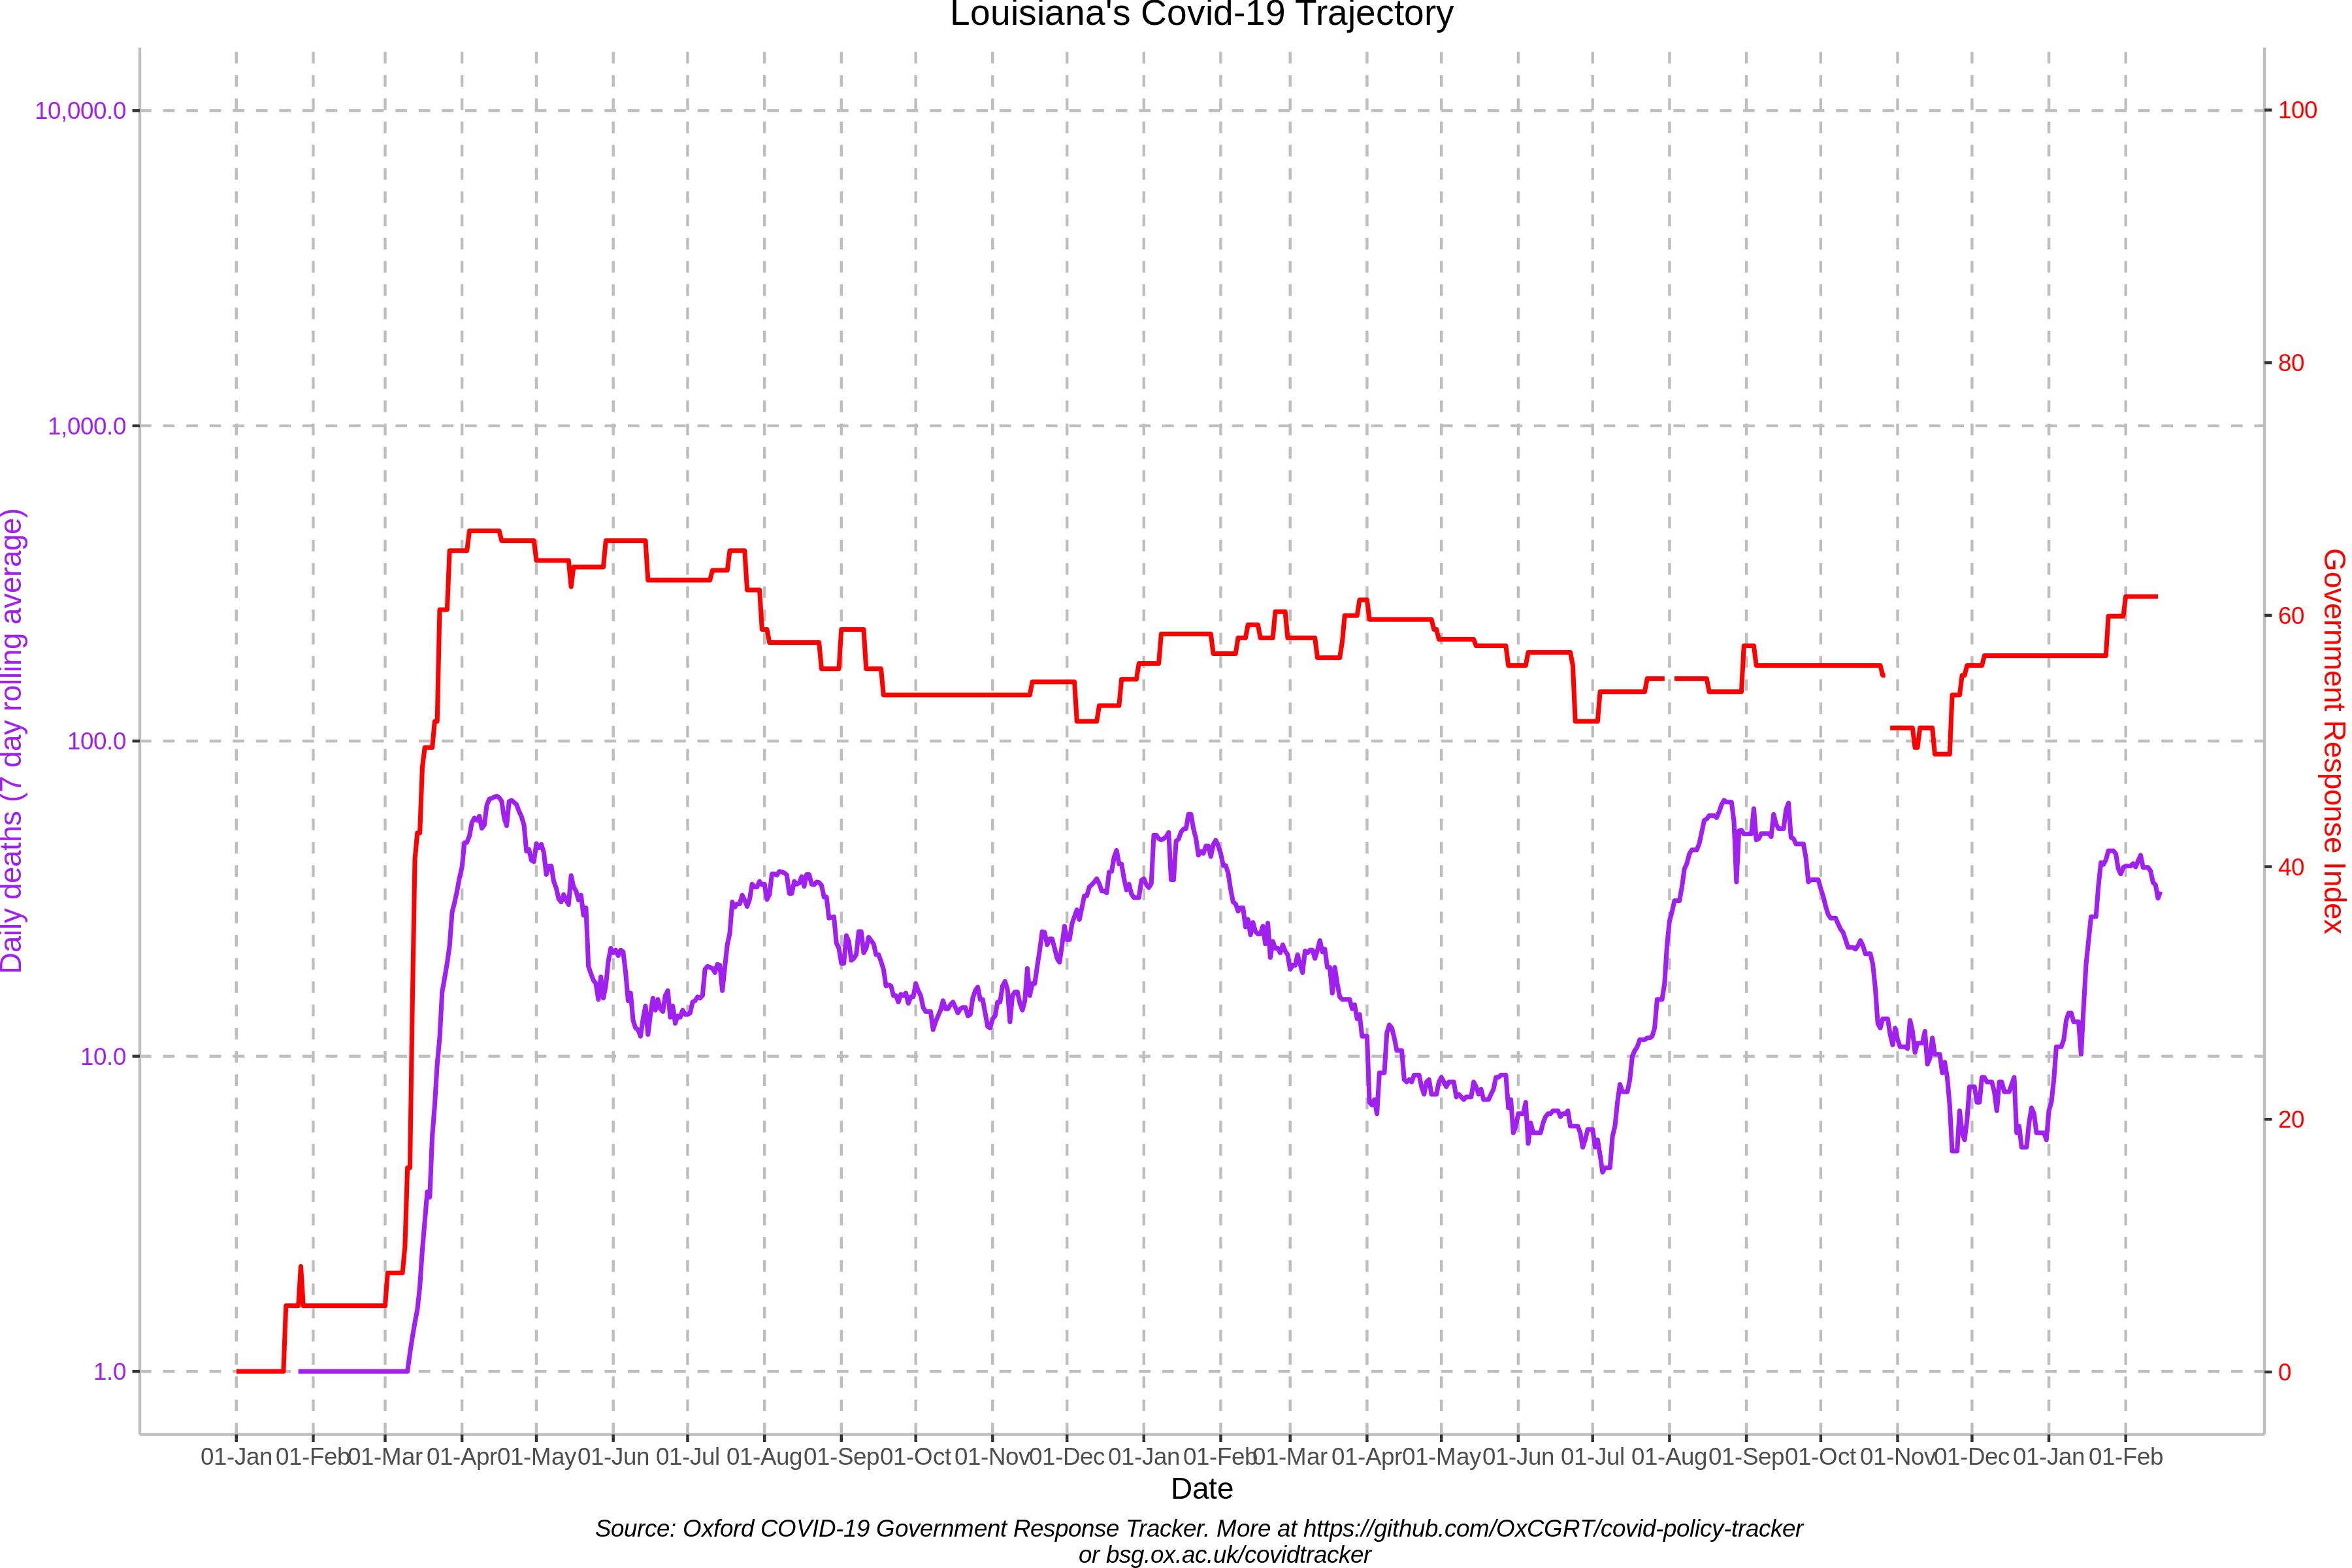 Louisiana's Covid-19 Trajectory
10,000.0
1,000.0
100.0
10.0
1.0
Daily deaths (7 day rolling average)
100
80
60
40
20
0
Government Response Index
01-Jan 01-Feb 01-Mar 01-Apr 01-May 01-Jun 01-Jul 01-Aug 01-Sep 01-Oct 01-Nov 01-Dec 01-Jan 01-Feb 01-Mar 01-Apr 01-May 01-Jun 01-Jul 01-Aug 01-Sep 01-Oct 01-Nov 01-Dec 01-Jan 01-Feb
Date
Source: Oxford COVID-19 Government Response Tracker. More at https://github.com/OxCGRT/covid-policy-tracker
or bsg.ox.ac.uk/covidtracker